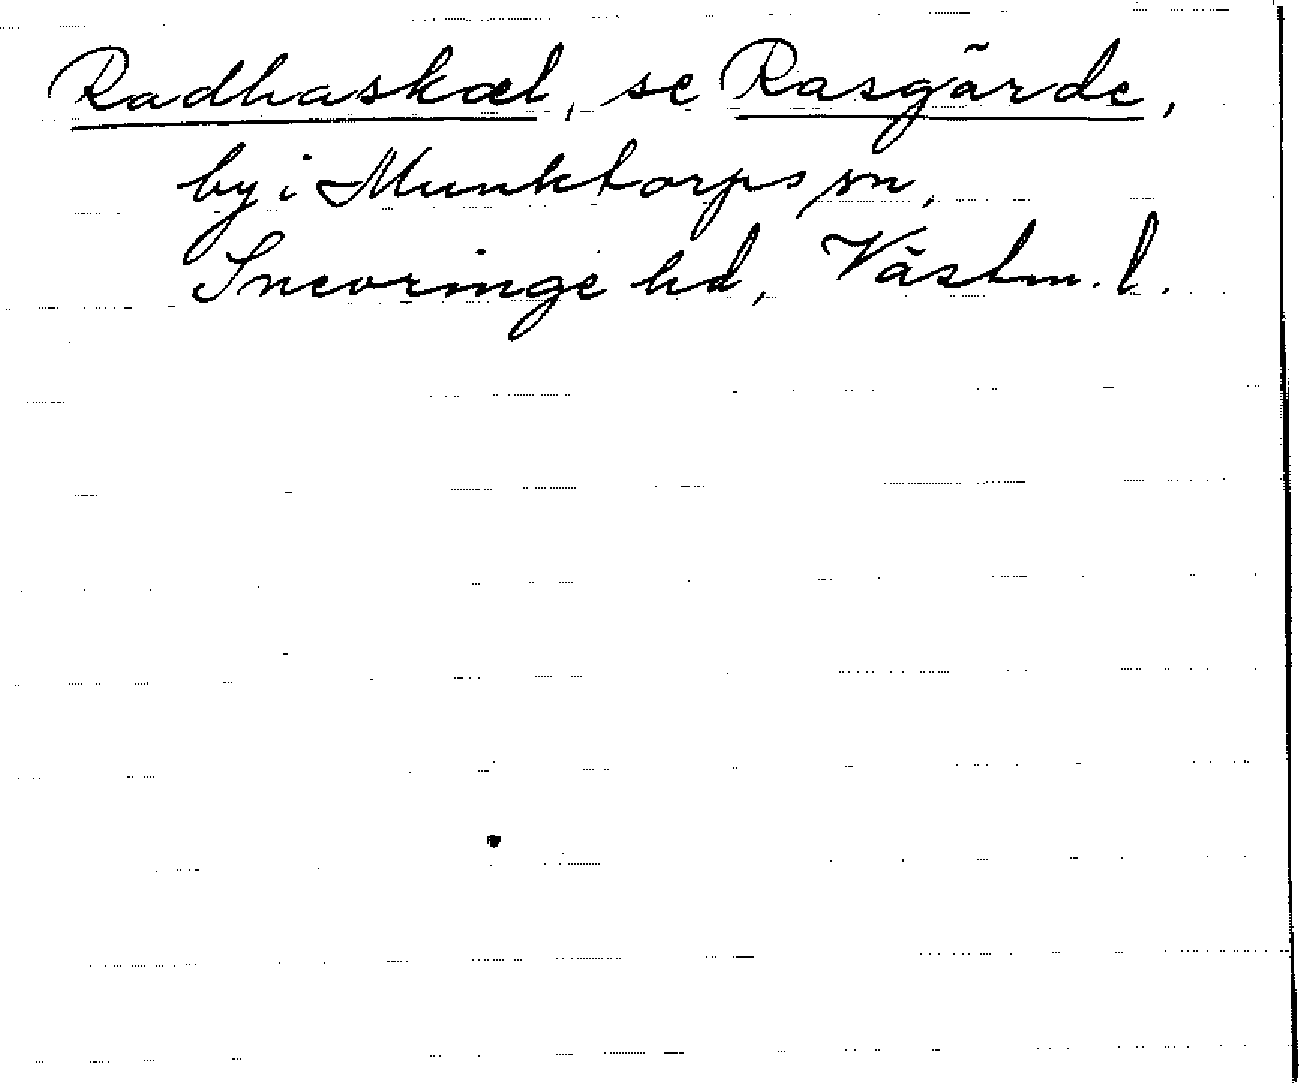 Radhaskæl, se Rasgärde,
by i Munktorps sn,
Snevringe hd, Västm. l.